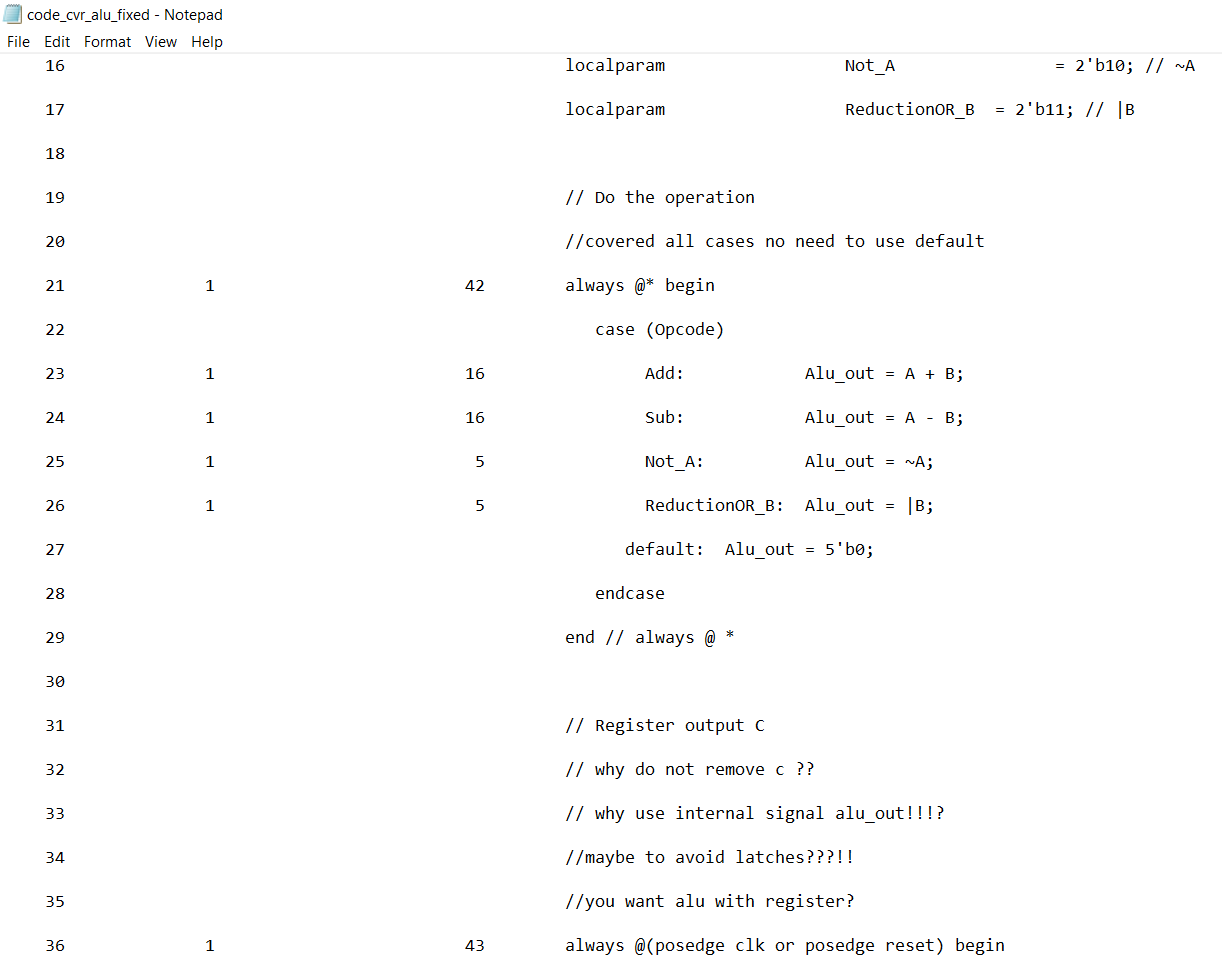 code_cvr_alu_fixed - Notepad
File Edit Format View Help
16 localparam Not_A = 2'b10; // ~A
17 localparam ReductionOR_B = 2'b11; // |B
18
19 // Do the operation
20 //covered all cases no need to use default
21 1 42 always @* begin
22 case (Opcode)
23 1 16 Add: Alu_out = A + B;
24 1 16 Sub: Alu_out = A - B;
25 1 5 Not_A: Alu_out = ~A;
26 1 5 ReductionOR_B: Alu_out = |B;
27 default: Alu_out = 5'b0;
28 endcase
29 end // always @ *
30
31 // Register output C
32 // why do not remove c ??
33 // why use internal signal alu_out!!!?
34 //maybe to avoid latches???!!
35 //you want alu with register?
36 1 43 always @(posedge clk or posedge reset) begin